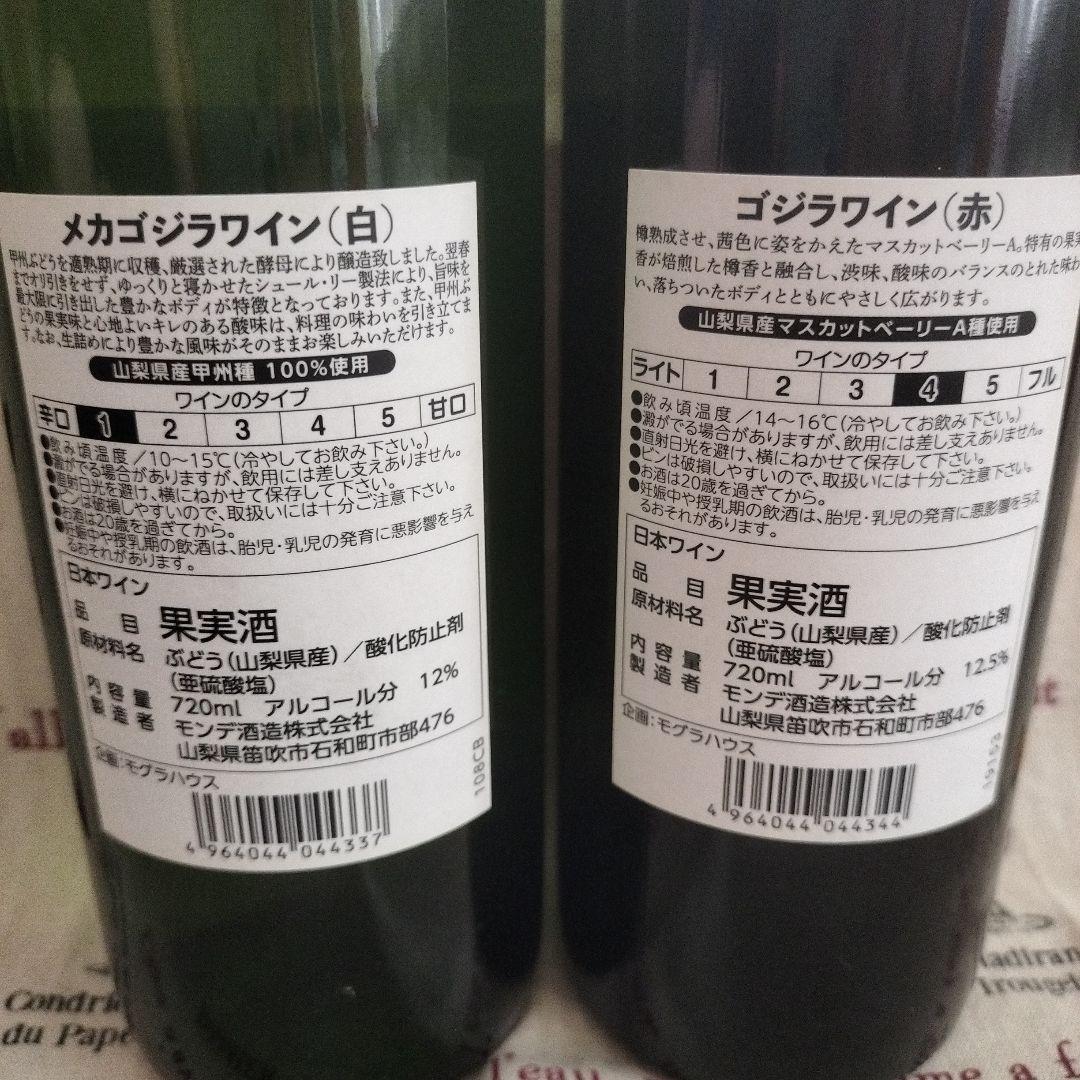 メカゴジラワイン（白）
甲州ぶどうを適熟期に収穫、厳選された酵母により醸造致しました。翌春
までオリ引きをせず、ゆっくりと寝かせたシュール・リー製法により、旨味を
最大限に引き出した豊かなボディが特徴となっております。また、甲州ぶ
どうの果実味と心地よいキレのある酸味は、料理の味わいを引き立てま
す。なお、生詰めにより豊かな風味がそのままお楽しみいただけます。
山梨県産甲州種 100%使用
ワインのタイプ
辛口 1 2 3 4 5 甘口
●飲み頃温度／10〜15℃（冷やしてお飲み下さい。）
●澱がでる場合がありますが、飲用には差し支えありません。
●直射日光を避け、横にねかせて保存して下さい。
●ビンは破損しやすいので、取扱いには十分ご注意下さい。
●お酒は20歳を過ぎてから。
●妊娠中や授乳期の飲酒は、胎児・乳児の発育に悪影響を与え
るおそれがあります。
日本ワイン
品目 果実酒
原材料名 ぶどう（山梨県産）／酸化防止剤
（亜硫酸塩）
内容量 720ml アルコール分 12%
製造者 モンデ酒造株式会社
山梨県笛吹市石和町市部476
企画：モグラハウス
108CB
4 964044 044337
ゴジラワイン（赤）
樽熟成させ、茜色に姿をかえたマスカットベーリーA。特有の果実
香が焙煎した樽香と融合し、渋味、酸味のバランスのとれた味わ
い、落ちついたボディとともにやさしく広がります。
山梨県産マスカットベーリーA種使用
ワインのタイプ
ライト 1 2 3 4 5 フル
●飲み頃温度／14〜16℃（冷やしてお飲み下さい。）
●澱がでる場合がありますが、飲用には差し支えありません。
●直射日光を避け、横にねかせて保存して下さい。
●ビンは破損しやすいので、取扱いには十分ご注意下さい。
●お酒は20歳を過ぎてから。
●妊娠中や授乳期の飲酒は、胎児・乳児の発育に悪影響を与え
るおそれがあります。
日本ワイン
品目 果実酒
原材料名 ぶどう（山梨県産）／酸化防止剤
（亜硫酸塩）
内容量 720ml アルコール分 12.5%
製造者 モンデ酒造株式会社
山梨県笛吹市石和町市部476
企画：モグラハウス
4 964044 044344
Condri
du Pape
l'eau